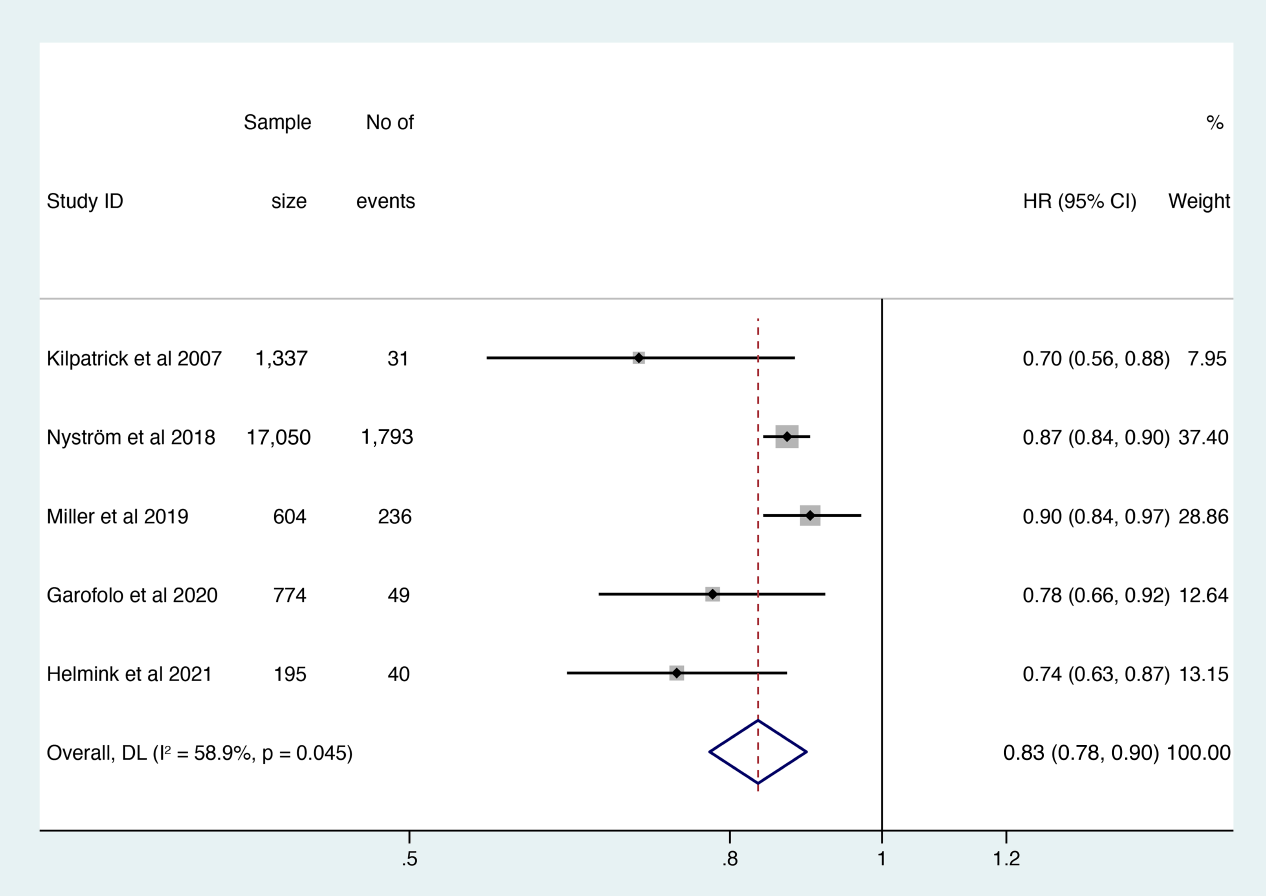 Sample No of %
Study ID size events HR (95% CI) Weight
Kilpatrick et al 2007 1,337 31 0.70 (0.56, 0.88) 7.95
Nyström et al 2018 17,050 1,793 0.87 (0.84, 0.90) 37.40
Miller et al 2019 604 236 0.90 (0.84, 0.97) 28.86
Garofolo et al 2020 774 49 0.78 (0.66, 0.92) 12.64
Helmink et al 2021 195 40 0.74 (0.63, 0.87) 13.15
Overall, DL (I² = 58.9%, p = 0.045) 0.83 (0.78, 0.90) 100.00
.5 .8 1 1.2